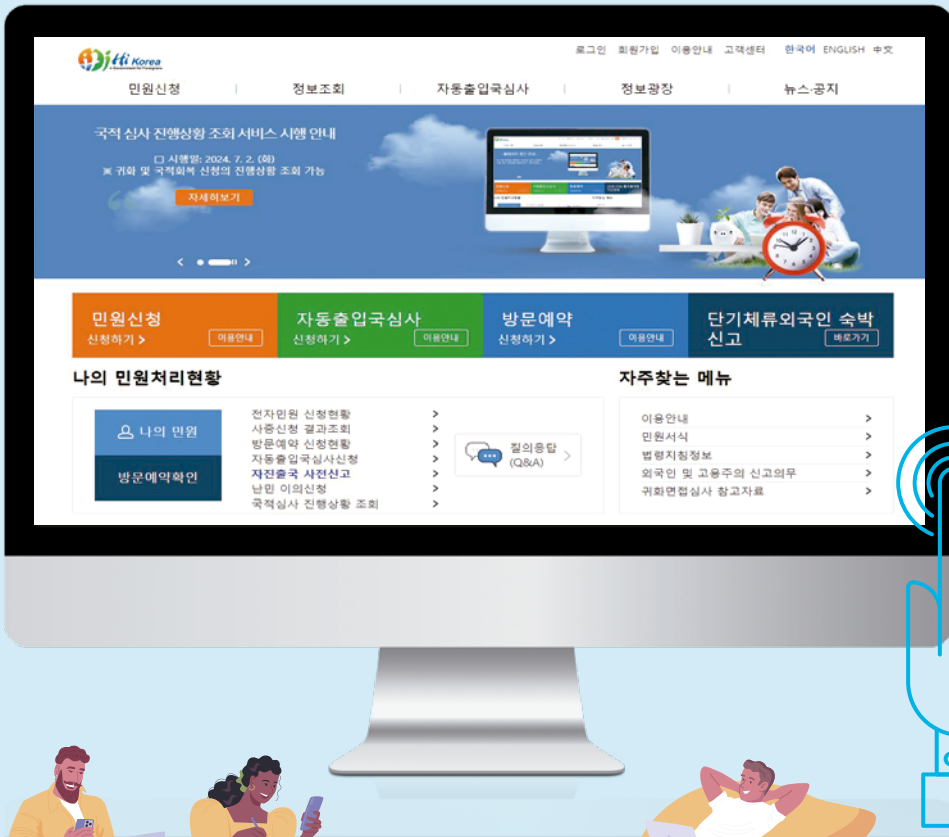 Hi Korea
e-Government for Foreigners
로그인 회원가입 이용안내 고객센터 한국어 ENGLISH 中文
민원신청 정보조회 자동출입국심사 정보광장 뉴스·공지
국적 심사 진행상황 조회 서비스 시행 안내
□ 시행일: 2024. 7. 2. (화)
※ 귀화 및 국적회복 신청의 진행상황 조회 가능
자세히보기
민원신청
신청하기 >
이용안내
자동출입국심사
신청하기 >
이용안내
방문예약
신청하기 >
이용안내
단기체류외국인 숙박
신고
바로가기
나의 민원처리현황
나의 민원
방문예약확인
전자민원 신청현황 >
사증신청 결과조회 >
방문예약 신청현황 >
자동출입국심사신청 >
자진출국 사전신고 >
난민 이의신청 >
국적심사 진행상황 조회 >
질의응답
(Q&A)
자주찾는 메뉴
이용안내 >
민원서식 >
법령지침정보 >
외국인 및 고용주의 신고의무 >
귀화면접심사 참고자료 >